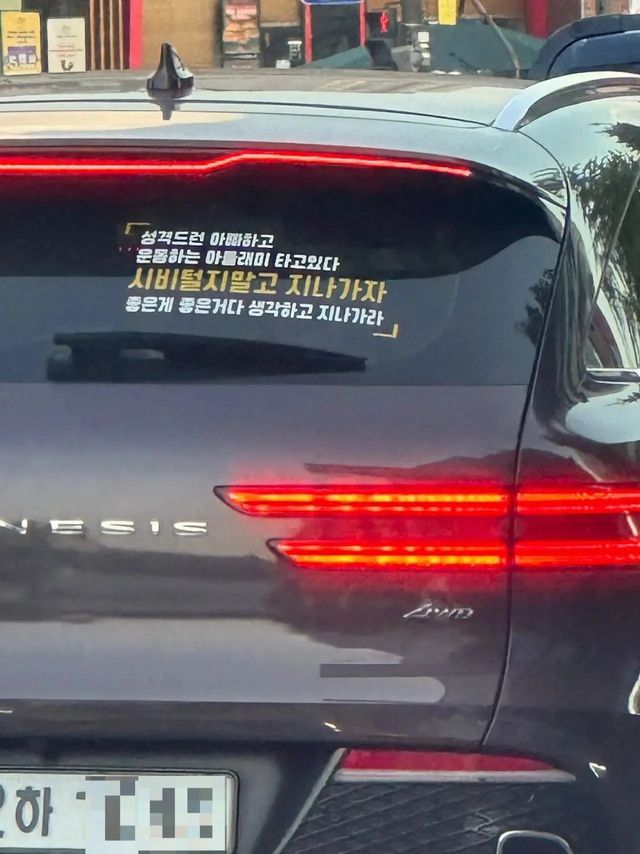 성격드런 아빠하고
운몸하는 아들래미 타고있다
시비털지말고 지나가자
좋은게 좋은거다 생각하고 지나가라
NESIS
AWD
하